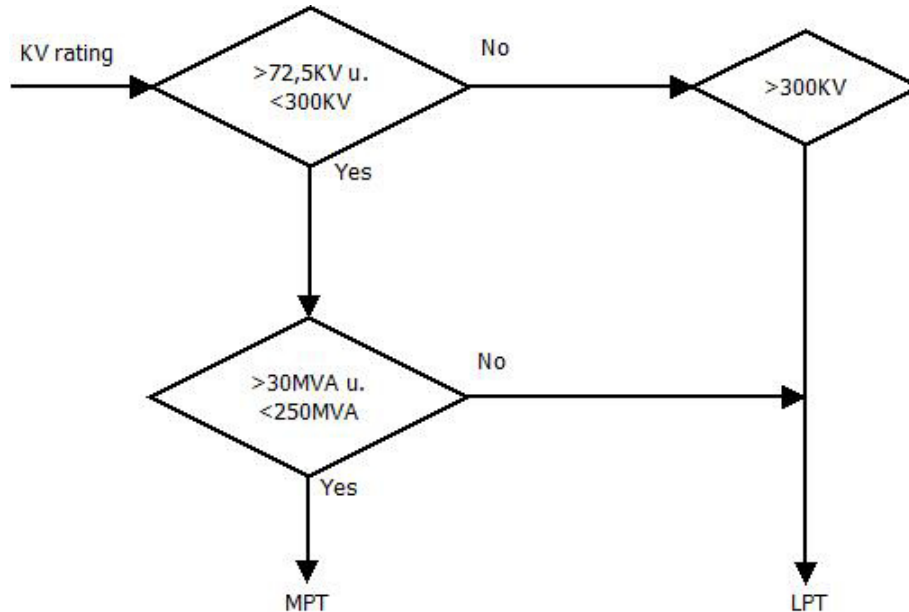 KV rating
>72,5KV u.
<300KV
No
>300KV
Yes
>30MVA u.
<250MVA
No
Yes
MPT
LPT